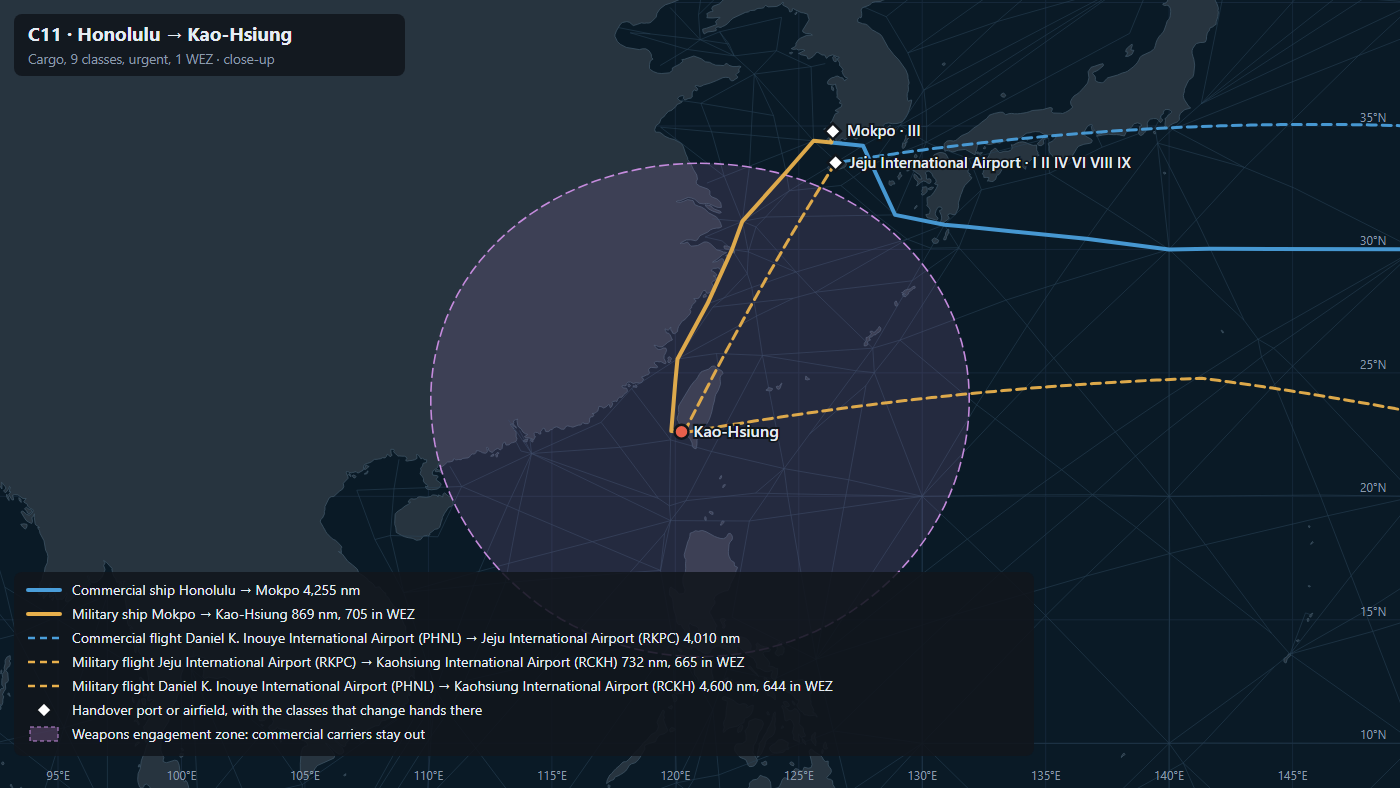 C11 · Honolulu → Kao-Hsiung
Cargo, 9 classes, urgent, 1 WEZ · close-up
35°N
Mokpo · III
Jeju International Airport · I II IV VI VIII IX
30°N
25°N
Kao-Hsiung
20°N
Commercial ship Honolulu → Mokpo 4,255 nm
Military ship Mokpo → Kao-Hsiung 869 nm, 705 in WEZ
15°N
Commercial flight Daniel K. Inouye International Airport (PHNL) → Jeju International Airport (RKPC) 4,010 nm
Military flight Jeju International Airport (RKPC) → Kaohsiung International Airport (RCKH) 732 nm, 665 in WEZ
Military flight Daniel K. Inouye International Airport (PHNL) → Kaohsiung International Airport (RCKH) 4,600 nm, 644 in WEZ
Handover port or airfield, with the classes that change hands there
Weapons engagement zone: commercial carriers stay out
10°N
95°E 100°E 105°E 110°E 115°E 120°E 125°E 130°E 135°E 140°E 145°E